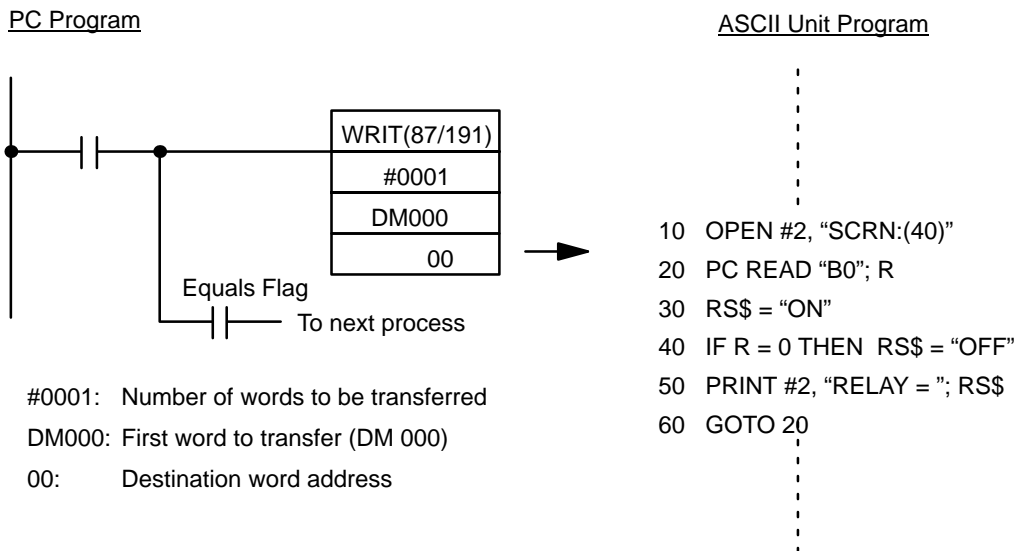 PC Program
ASCII Unit Program
WRIT(87/191)
#0001
DM000
00
Equals Flag
To next process
10 OPEN #2, “SCRN:(40)”
20 PC READ “B0”; R
30 RS$ = “ON”
40 IF R = 0 THEN RS$ = “OFF”
50 PRINT #2, “RELAY = ”; RS$
60 GOTO 20
#0001: Number of words to be transferred
DM000: First word to transfer (DM 000)
00: Destination word address